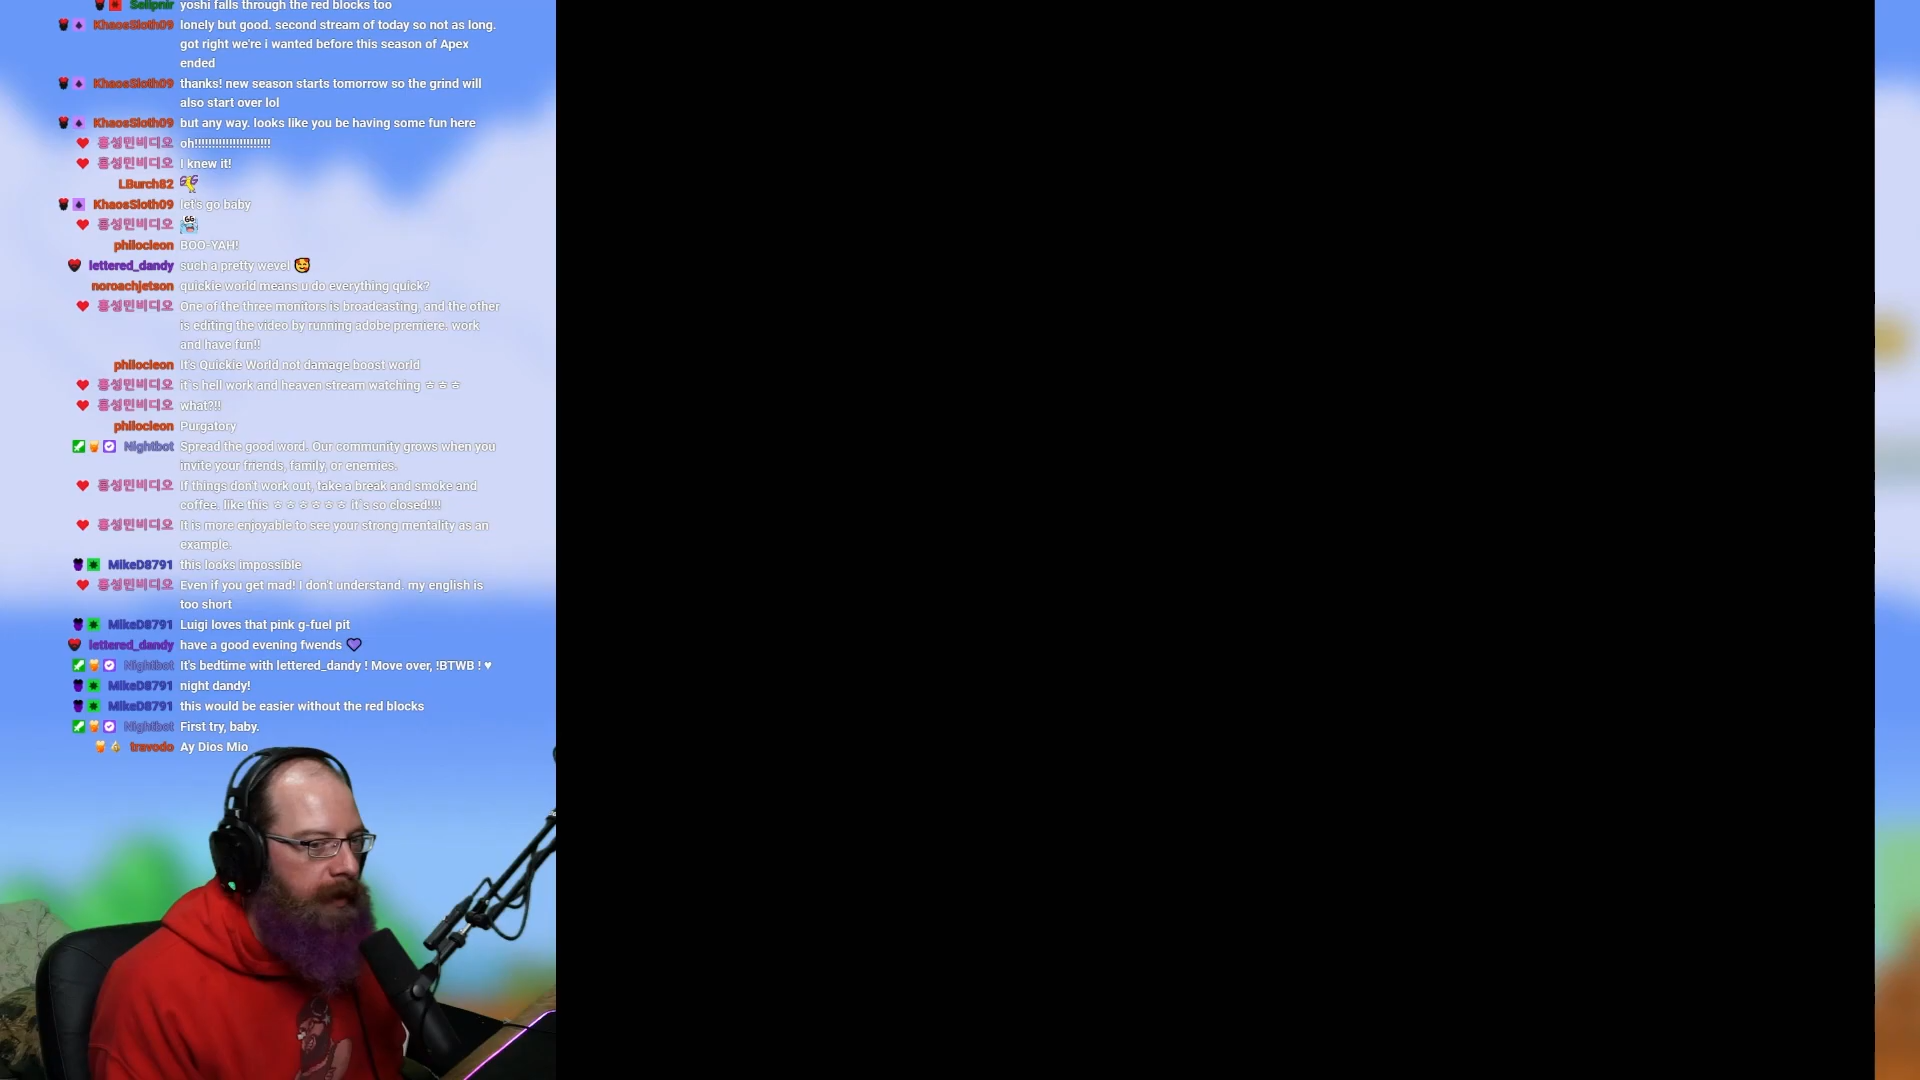 Selipnir yoshi falls through the red blocks too
KhaosSloth09 lonely but good. second stream of today so not as long.
got right we're i wanted before this season of Apex
ended
KhaosSloth09 thanks! new season starts tomorrow so the grind will
also start over lol
KhaosSloth09 but any way. looks like you be having some fun here
홍성민비디오 oh!!!!!!!!!!!!!!!!!!!!!!
홍성민비디오 I knew it!
LBurch82
KhaosSloth09 let's go baby
홍성민비디오
philocleon BOO-YAH!
lettered_dandy such a pretty wevel
noroachjetson quickie world means u do everything quick?
홍성민비디오 One of the three monitors is broadcasting, and the other
is editing the video by running adobe premiere. work
and have fun!!
philocleon It's Quickie World not damage boost world
홍성민비디오 it's hell work and heaven stream watching ㅎㅎㅎ
홍성민비디오 what?!!
philocleon Purgatory
Nightbot Spread the good word. Our community grows when you
invite your friends, family, or enemies.
홍성민비디오 If things don't work out, take a break and smoke and
coffee. like this ㅎㅎㅎㅎㅎㅎ it's so closed!!!!
홍성민비디오 It is more enjoyable to see your strong mentality as an
example.
MikeD8791 this looks impossible
홍성민비디오 Even if you get mad! I don't understand. my english is
too short
MikeD8791 Luigi loves that pink g-fuel pit
lettered_dandy have a good evening fwends
Nightbot It's bedtime with lettered_dandy ! Move over, !BTWB ! ♥
MikeD8791 night dandy!
MikeD8791 this would be easier without the red blocks
Nightbot First try, baby.
travodo Ay Dios Mio